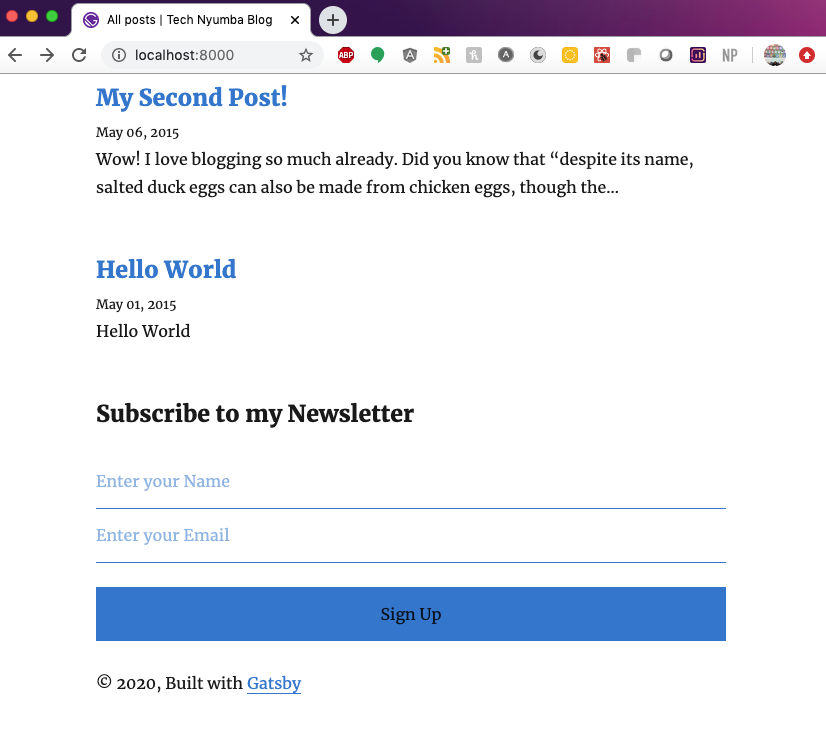 All posts | Tech Nyumba Blog
localhost:8000
ABP
NP
My Second Post!
May 06, 2015
Wow! I love blogging so much already. Did you know that “despite its name,
salted duck eggs can also be made from chicken eggs, though the...
Hello World
May 01, 2015
Hello World
Subscribe to my Newsletter
Enter your Name
Enter your Email
Sign Up
© 2020, Built with Gatsby